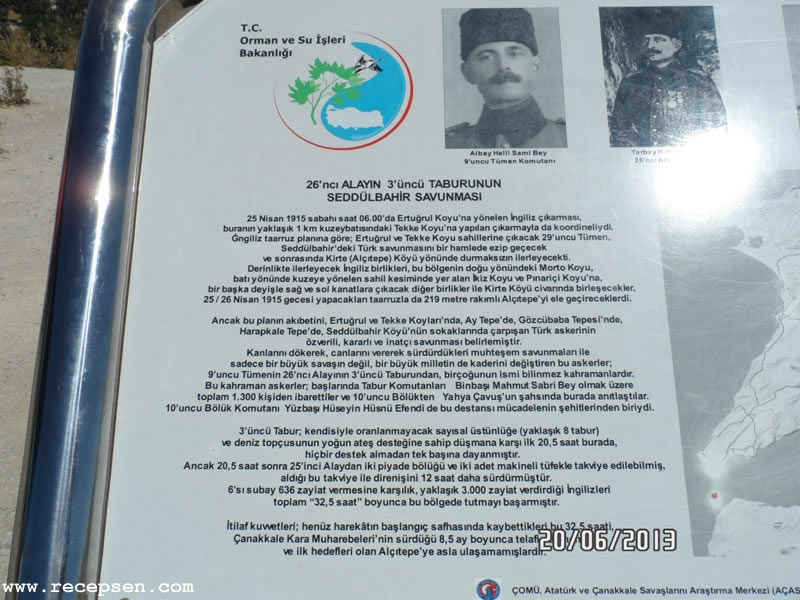 T.C.
Orman ve Su İşleri
Bakanlığı
Albay Halil Sami Bey
9'uncu Tümen Komutanı
Yarbay
26'ncı
26'ncı ALAYIN 3'üncü TABURUNUN
SEDDÜLBAHİR SAVUNMASI
25 Nisan 1915 sabahı saat 06.00'da Ertuğrul Koyu'na yönelen İngiliz çıkarması,
buranın yaklaşık 1 km kuzeybatısındaki Tekke Koyu'na yapılan çıkarmayla da koordineliydi.
Gngiliz taarruz planına göre; Ertuğrul ve Tekke Koyu sahillerine çıkacak 29'uncu Tümen,
Seddülbahir'deki Türk savunmasını bir hamlede ezip geçecek
ve sonrasında Kirte (Alçıtepe) Köyü yönünde durmaksızın ilerleyecekti.
Derinlikte ilerleyecek İngiliz birlikleri, bu bölgenin doğu yönündeki Morto Koyu,
batı yönünde kuzeye yönelen sahil kesiminde yer alan İkiz Koyu ve Pınariçi Koyu'na,
bir başka deyişle sağ ve sol kanatlara çıkacak diğer birlikler ile Kirte Köyü civarında birleşecekler,
25 / 26 Nisan 1915 gecesi yapacakları taarruzla da 219 metre rakımlı Alçıtepe'yi ele geçireceklerdi.
Ancak bu planın akıbetini, Ertuğrul ve Tekke Koyları'nda, Ay Tepe'de, Gözcübaba Tepesi'nde,
Harapkale Tepe'de, Seddülbahir Köyü'nün sokaklarında çarpışan Türk askerinin
özverili, kararlı ve inatçı savunması belirlemiştir.
Kanlarını dökerek, canlarını vererek sürdürdükleri muhteşem savunmaları ile
sadece bir büyük savaşın değil, bir büyük milletin de kaderini değiştiren bu askerler;
9'uncu Tümenin 26'ncı Alayının 3'üncü Taburundan, birçoğunun ismi bilinmez kahramanlardır.
Bu kahraman askerler; başlarında Tabur Komutanları Binbaşı Mahmut Sabri Bey olmak üzere
toplam 1.300 kişiden ibarettiler ve 10'uncu Bölükten Yahya Çavuş'un şahsında burada anıtlaştılar.
10'uncu Bölük Komutanı Yüzbaşı Hüseyin Hüsnü Efendi de bu destansı mücadelenin şehitlerinden biriydi.
3'üncü Tabur; kendisiyle oranlanmayacak sayısal üstünlüğe (yaklaşık 8 tabur)
ve deniz topçusunun yoğun ateş desteğine sahip düşmana karşı ilk 20,5 saat burada,
hiçbir destek almadan tek başına dayanmıştır.
Ancak 20,5 saat sonra 25'inci Alaydan iki piyade bölüğü ve iki adet makineli tüfekle takviye edilebilmiş,
aldığı bu takviye ile direnişini 12 saat daha sürdürmüştür.
6'sı subay 636 zayiat vermesine karşılık, yaklaşık 3.000 zayiat verdirdiği İngilizleri
toplam "32,5 saat" boyunca bu bölgede tutmayı başarmıştır.
İtilaf kuvvetleri; henüz harekâtın başlangıç safhasında kaybettikleri bu 32,5 saati,
Çanakkale Kara Muharebeleri'nin sürdüğü 8,5 ay boyunca
ve ilk hedefleri olan Alçıtepe'ye asla ulaşamamışlardır.
20/06/2013
www.recepsen.com
ÇOMÜ, Atatürk ve Çanakkale Savaşlarını Araştırma Merkezi (AÇAS